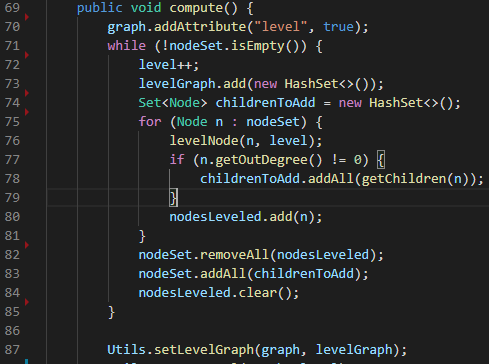 69 public void compute() {
70 graph.addAttribute("level", true);
71 while (!nodeSet.isEmpty()) {
72 level++;
73 levelGraph.add(new HashSet<>());
74 Set<Node> childrenToAdd = new HashSet<>();
75 for (Node n : nodeSet) {
76 levelNode(n, level);
77 if (n.getOutDegree() != 0) {
78 childrenToAdd.addAll(getChildren(n));
79 }
80 nodesLeveled.add(n);
81 }
82 nodeSet.removeAll(nodesLeveled);
83 nodeSet.addAll(childrenToAdd);
84 nodesLeveled.clear();
85 }
86
87 Utils.setLevelGraph(graph, levelGraph);